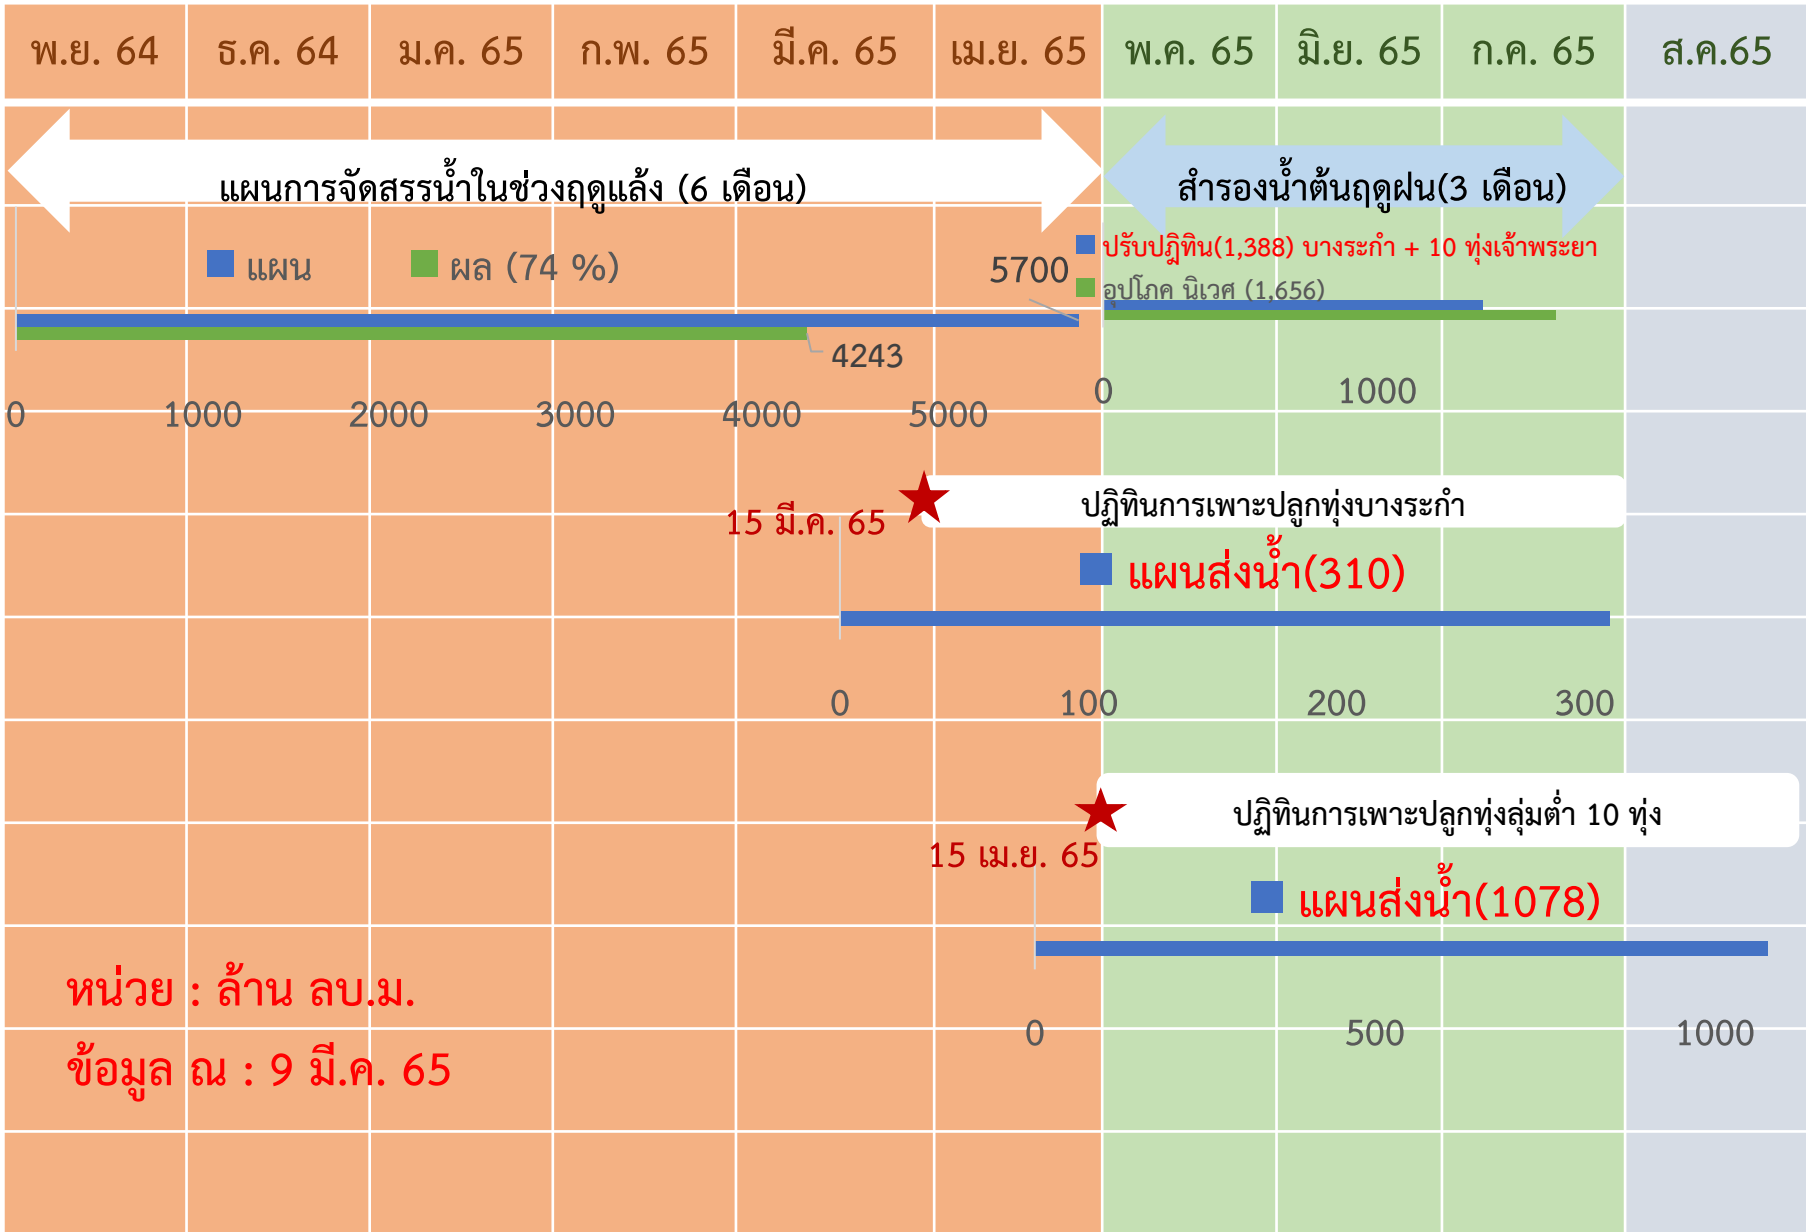 พ.ย. 64 ธ.ค. 64 ม.ค. 65 ก.พ. 65 มี.ค. 65 เม.ย. 65 พ.ค. 65 มิ.ย. 65 ก.ค. 65 ส.ค.65
แผนการจัดสรรน้ำในช่วงฤดูแล้ง (6 เดือน)
สำรองน้ำต้นฤดูฝน(3 เดือน)
แผน ผล (74 %)
5700
4243
0 1000 2000 3000 4000 5000
ปรับปฎิทิน(1,388) บางระกำ + 10 ทุ่งเจ้าพระยา
อุปโภค นิเวศ (1,656)
0 1000
15 มี.ค. 65
ปฏิทินการเพาะปลูกทุ่งบางระกำ
แผนส่งน้ำ(310)
0 100 200 300
15 เม.ย. 65
ปฏิทินการเพาะปลูกทุ่งลุ่มต่ำ 10 ทุ่ง
แผนส่งน้ำ(1078)
0 500 1000
หน่วย : ล้าน ลบ.ม.
ข้อมูล ณ : 9 มี.ค. 65